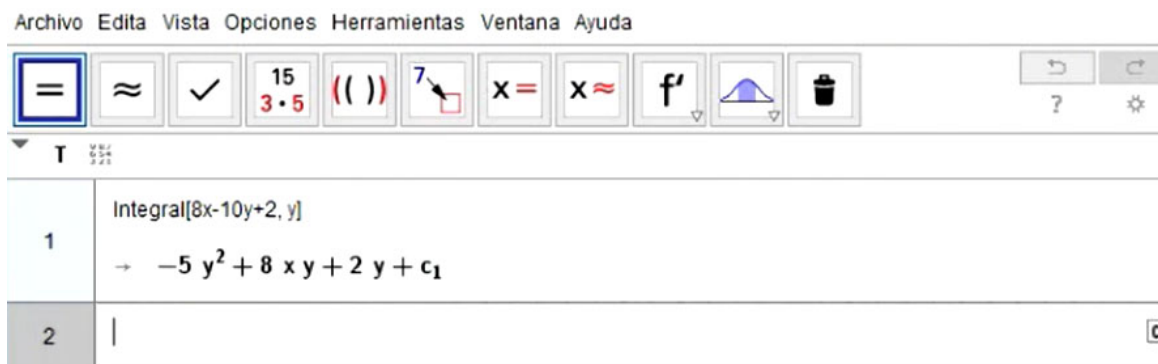 Archivo Edita Vista Opciones Herramientas Ventana Ayuda
= ≈ ✓ 15 3·5 (( )) 7 x= x≈ f′
?
T
Integral[8x-10y+2, y]
1
→ −5 y² + 8 x y + 2 y + c₁
2